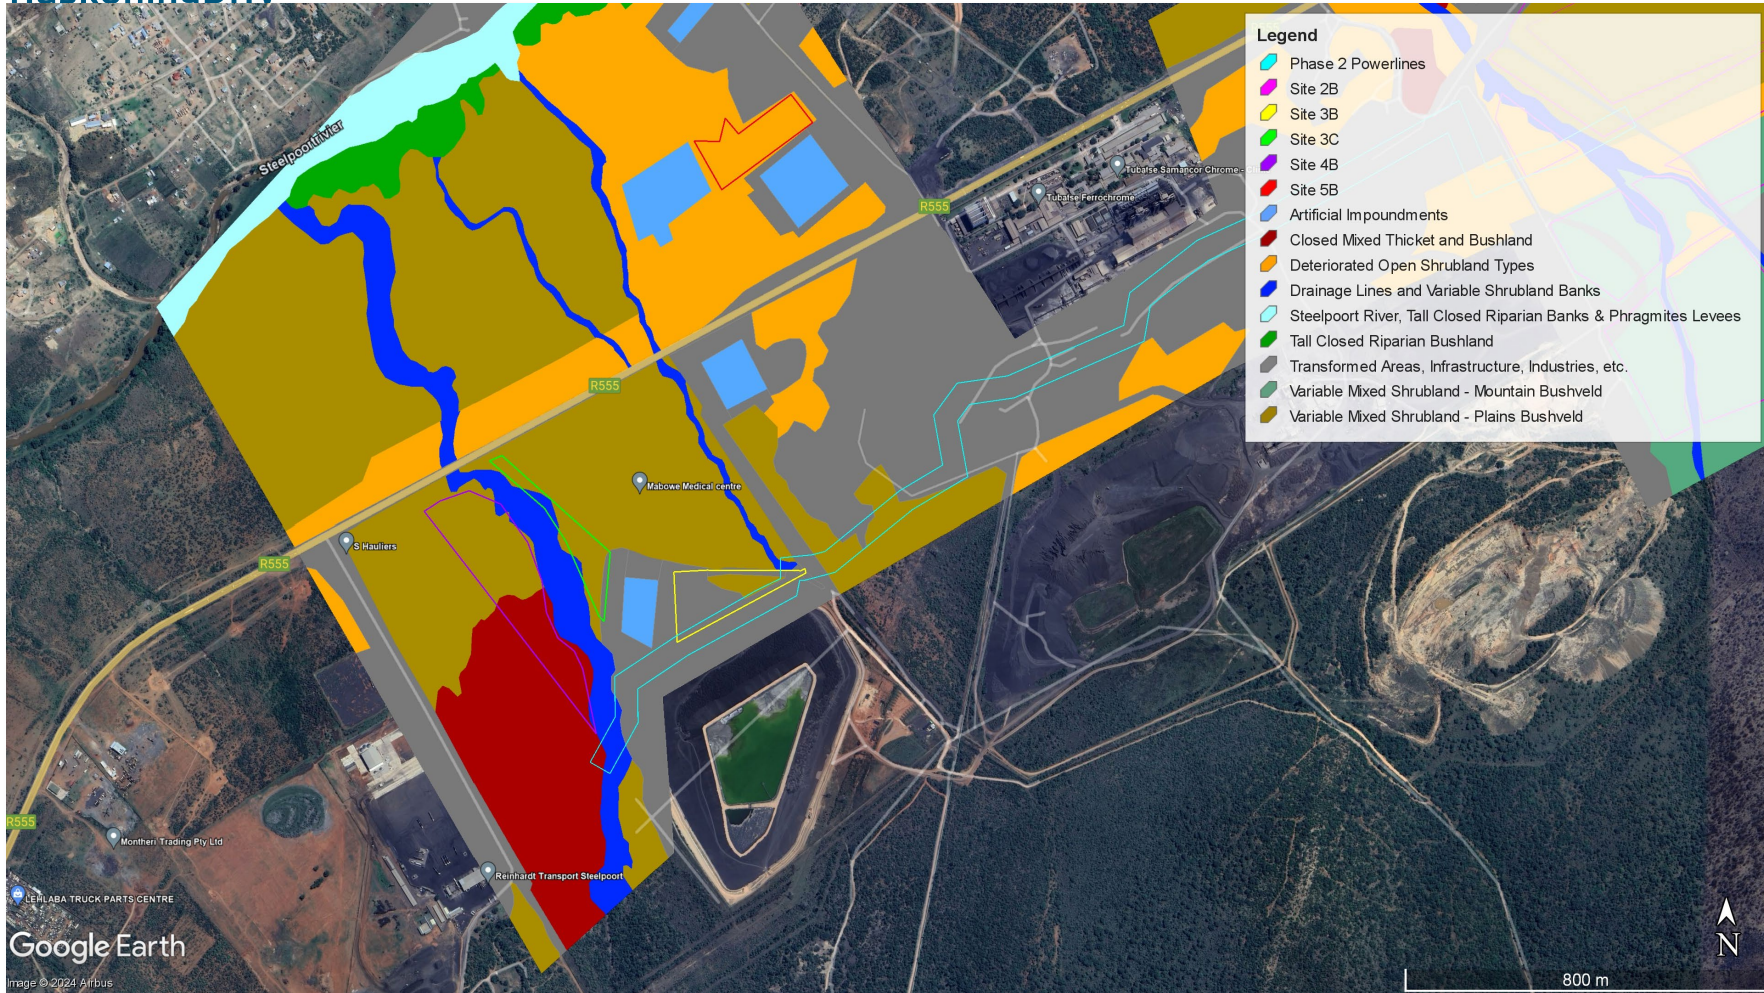 Legend
Phase 2 Powerlines
Site 2B
Site 3B
Site 3C
Site 4B
Site 5B
Artificial Impoundments
Closed Mixed Thicket and Bushland
Deteriorated Open Shrubland Types
Drainage Lines and Variable Shrubland Banks
Steelpoort River, Tall Closed Riparian Banks & Phragmites Levees
Tall Closed Riparian Bushland
Transformed Areas, Infrastructure, Industries, etc.
Variable Mixed Shrubland - Mountain Bushveld
Variable Mixed Shrubland - Plains Bushveld
Steelpoortrivier
Tubatse Samancor Chrome -
Tubatse Ferrochrome
R555
R555
Mabowe Medical centre
S Hauliers
R555
R555
Montheri Trading Pty Ltd
Reinhardt Transport Steelpoort
LEHLABA TRUCK PARTS CENTRE
Google Earth
Image © 2024 Airbus
N
800 m